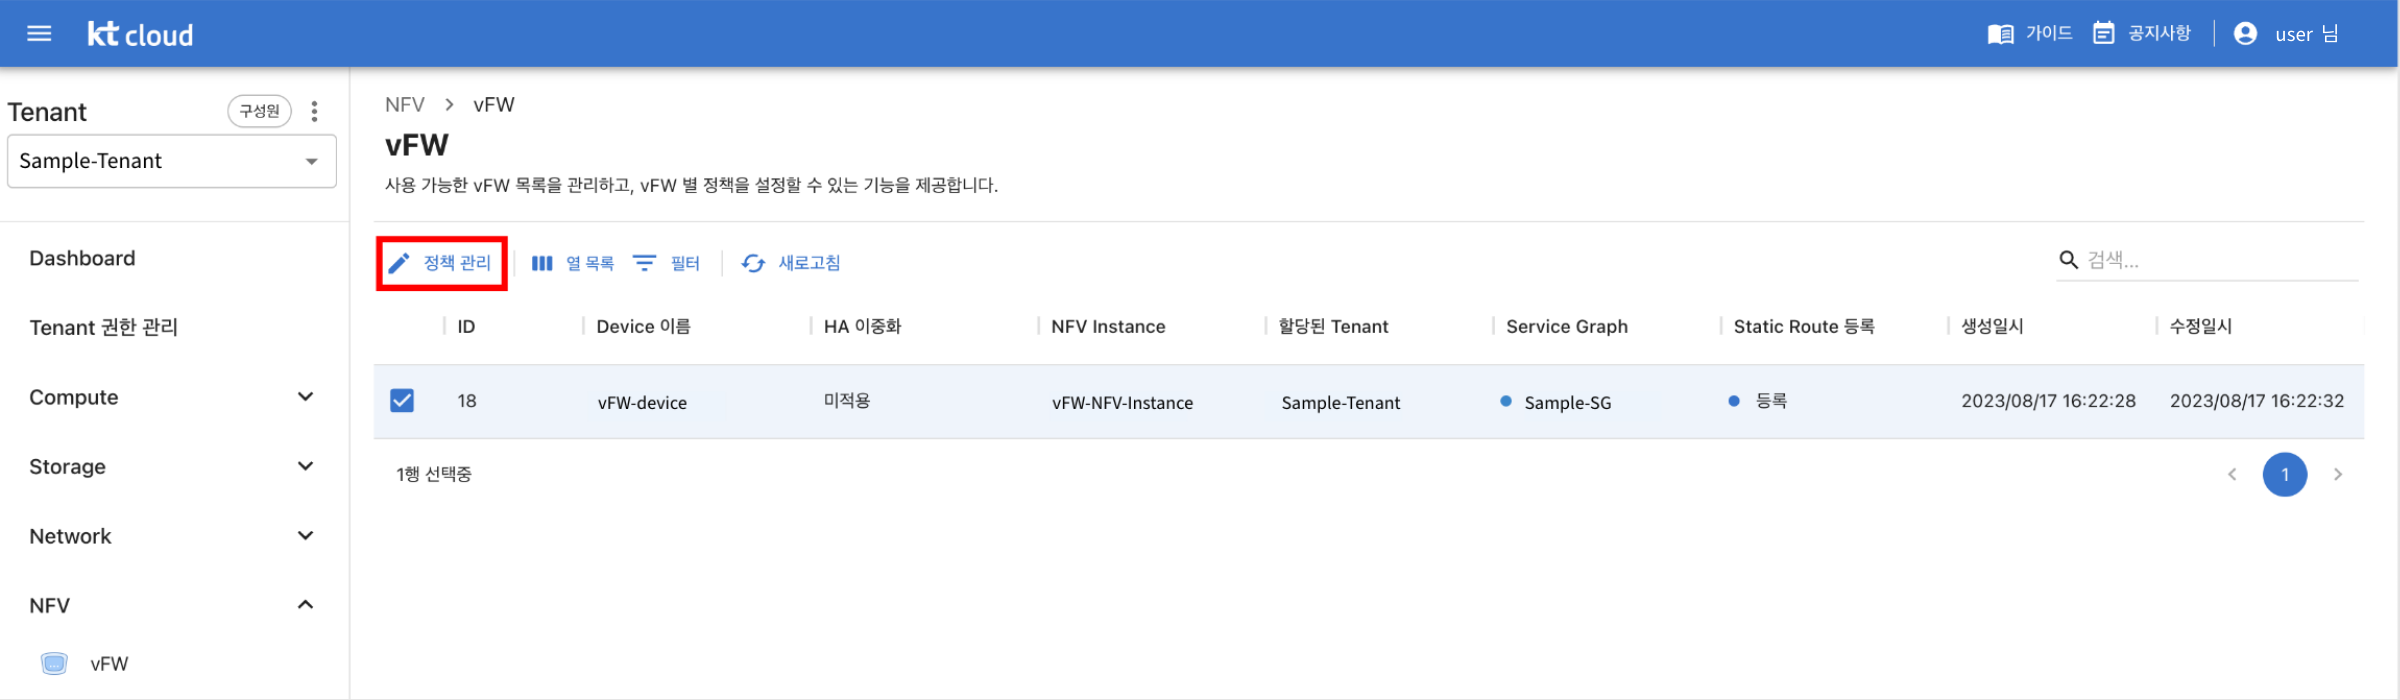 kt cloud
가이드 공지사항 user 님
Tenant 구성원
Sample-Tenant
Dashboard
Tenant 권한 관리
Compute
Storage
Network
NFV
vFW
NFV > vFW
vFW
사용 가능한 vFW 목록을 관리하고, vFW 별 정책을 설정할 수 있는 기능을 제공합니다.
정책 관리 열 목록 필터 새로고침 검색...
ID Device 이름 HA 이중화 NFV Instance 할당된 Tenant Service Graph Static Route 등록 생성일시 수정일시
18 vFW-device 미적용 vFW-NFV-Instance Sample-Tenant Sample-SG 등록 2023/08/17 16:22:28 2023/08/17 16:22:32
1행 선택중 1